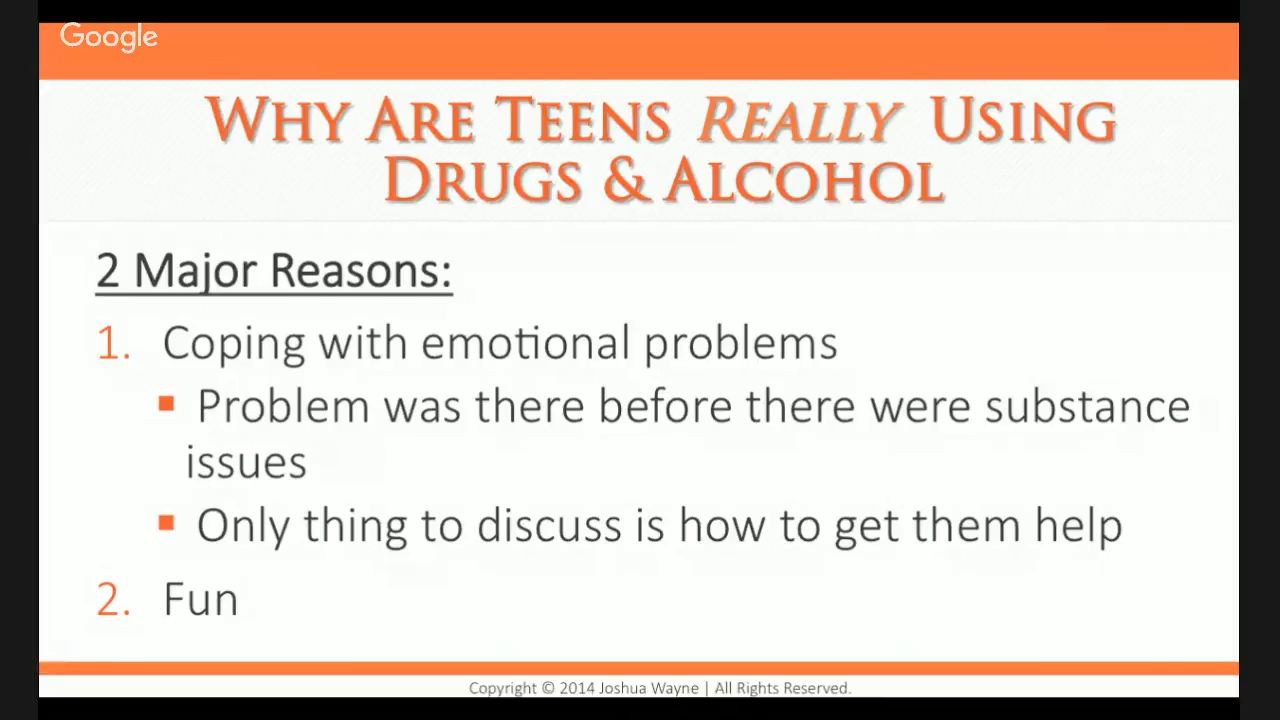 Google
WHY ARE TEENS REALLY USING
DRUGS & ALCOHOL
2 Major Reasons:
1. Coping with emotional problems
▪ Problem was there before there were substance
issues
▪ Only thing to discuss is how to get them help
2. Fun
Copyright © 2014 Joshua Wayne | All Rights Reserved.